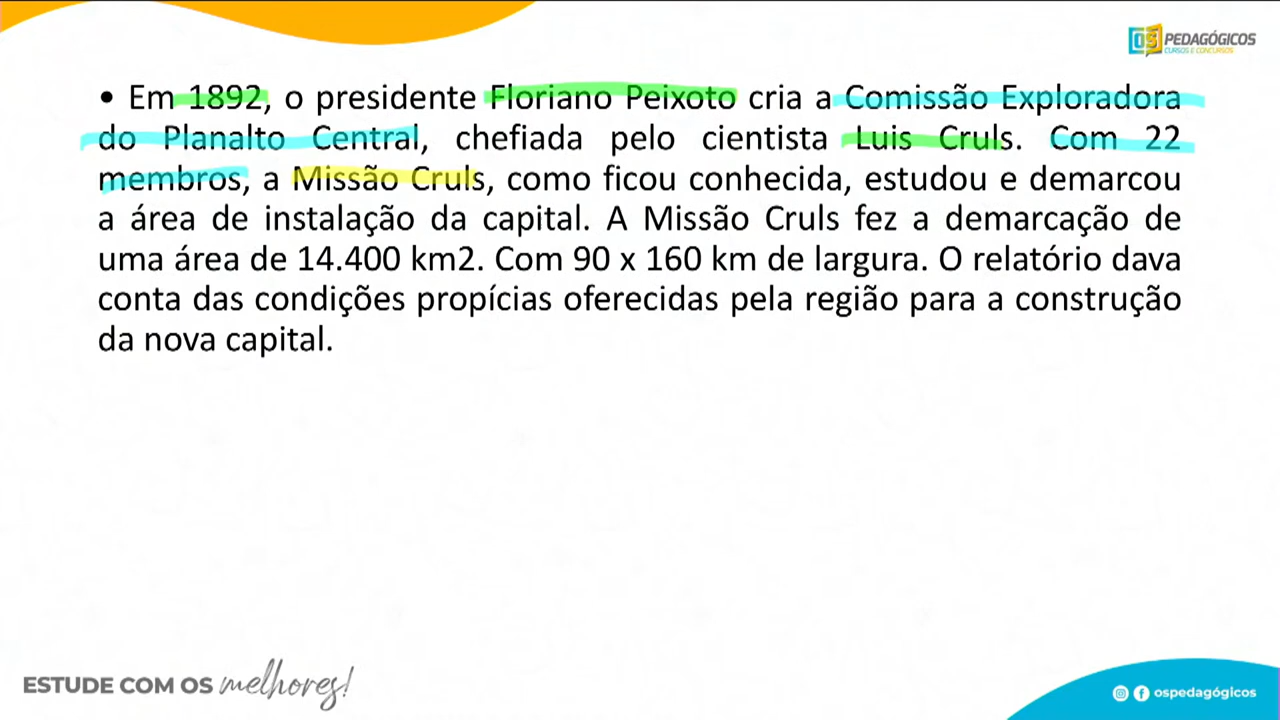 OS PEDAGÓGICOS
CURSOS E CONCURSOS
• Em 1892, o presidente Floriano Peixoto cria a Comissão Exploradora
do Planalto Central, chefiada pelo cientista Luis Cruls. Com 22
membros, a Missão Cruls, como ficou conhecida, estudou e demarcou
a área de instalação da capital. A Missão Cruls fez a demarcação de
uma área de 14.400 km2. Com 90 x 160 km de largura. O relatório dava
conta das condições propícias oferecidas pela região para a construção
da nova capital.
ESTUDE COM OS melhores!
ospedagógicos